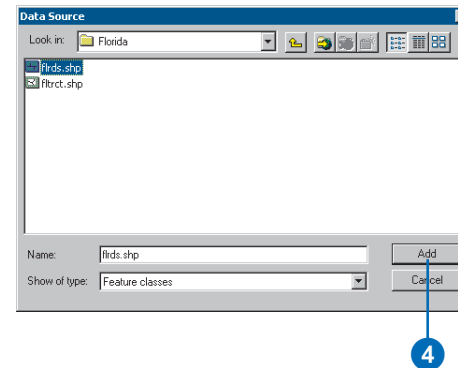 Data Source
Look in: Florida
flrds.shp
fltrct.shp
Name: flrds.shp Add
Show of type: Feature classes Cancel
4